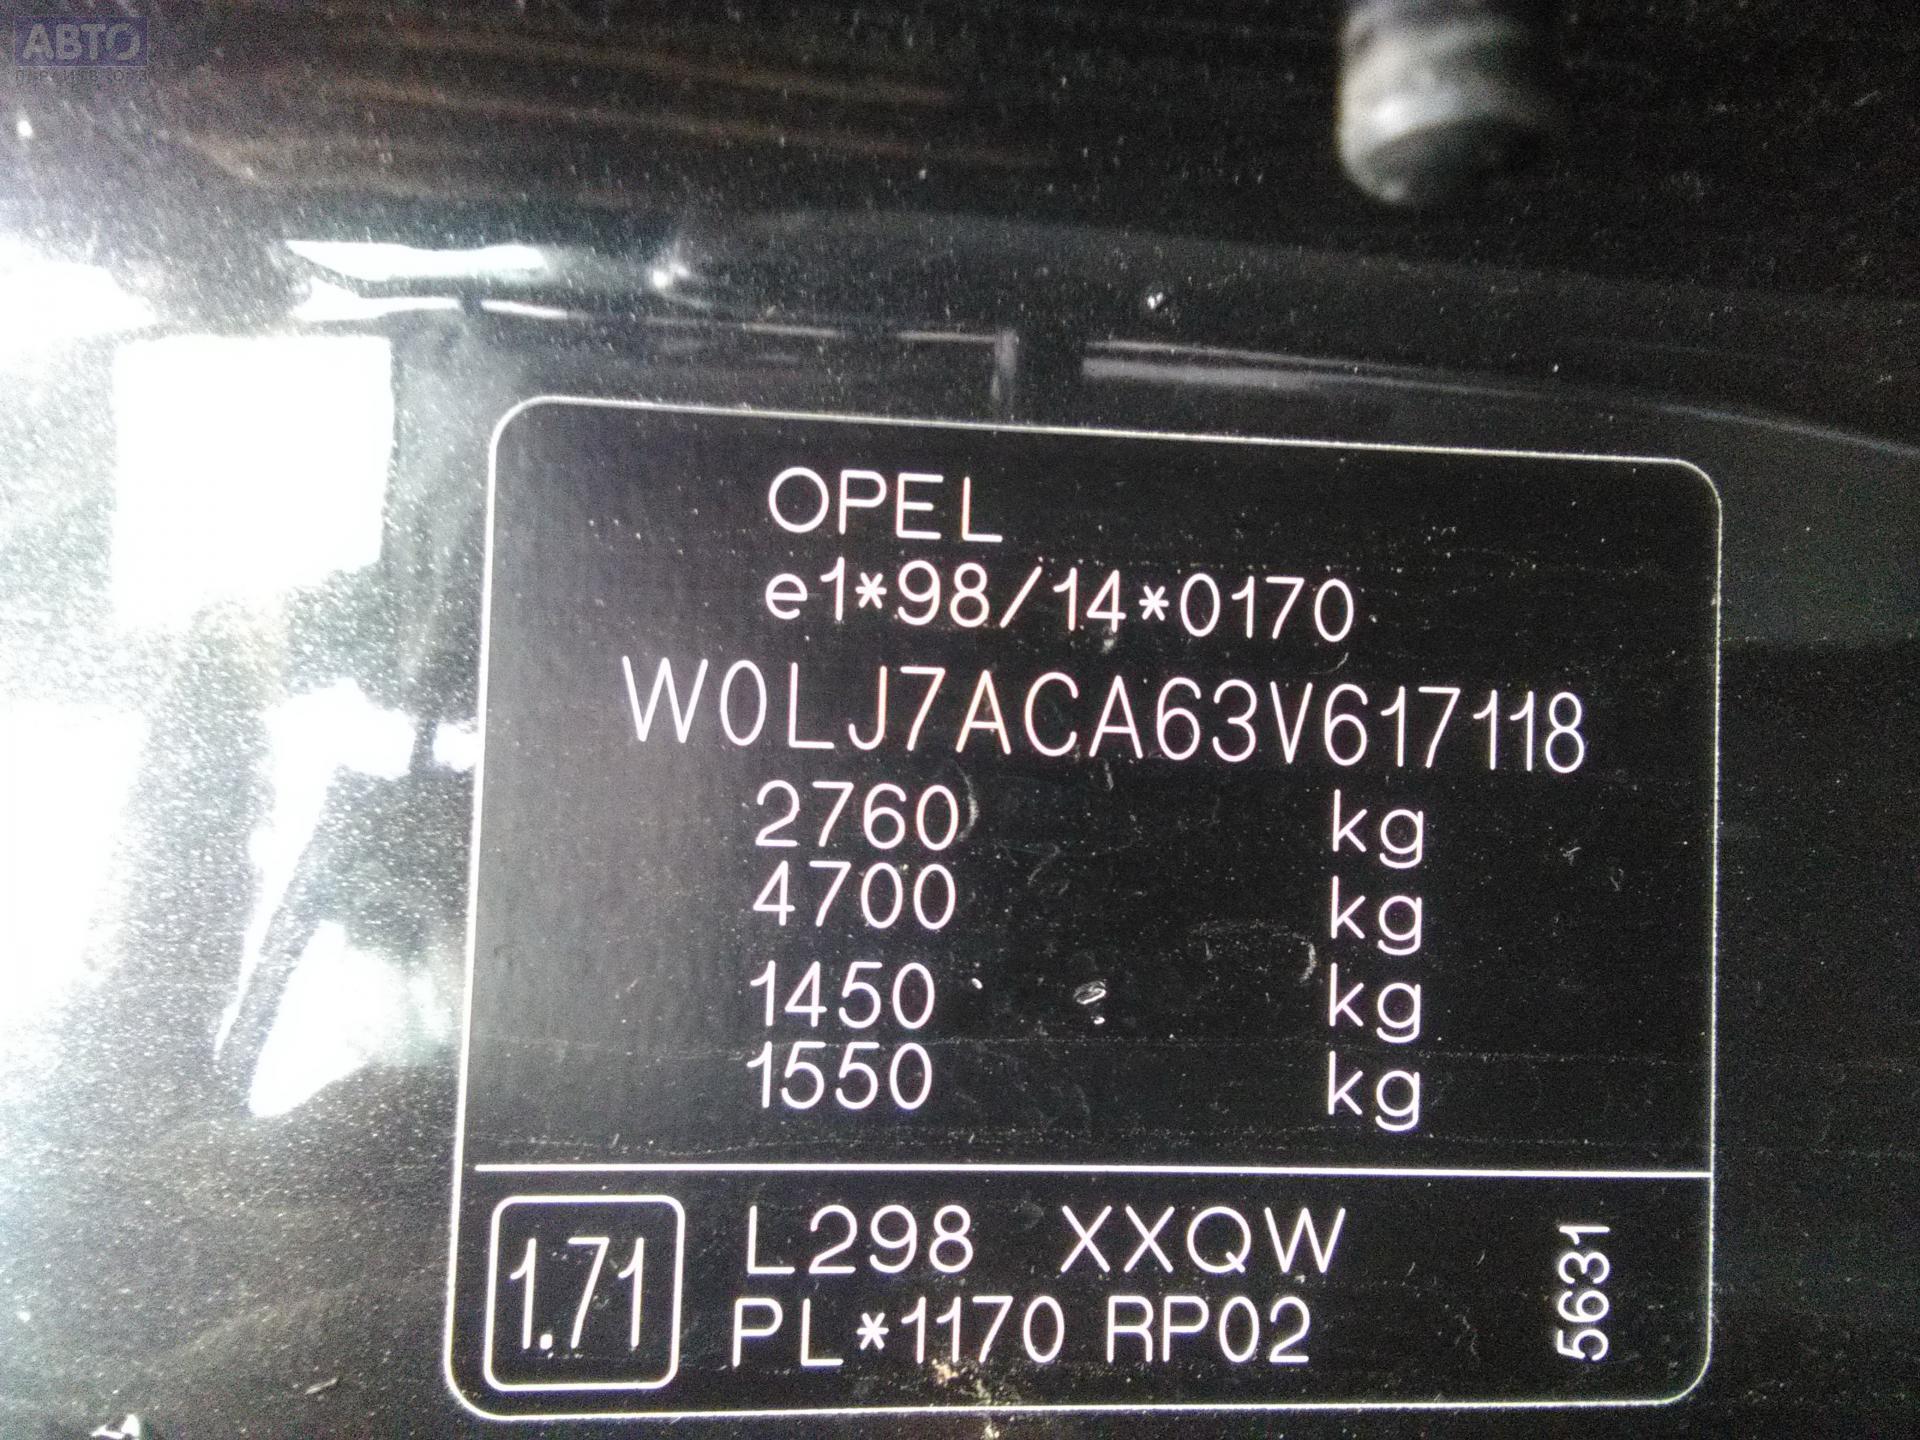 АВТО
OPEL
e1*98/14*0170
W0LJ7ACA63V617118
2760 kg
4700 kg
1450 kg
1550 kg
1.71
L298 XXQW
PL*1170 RP02
5631